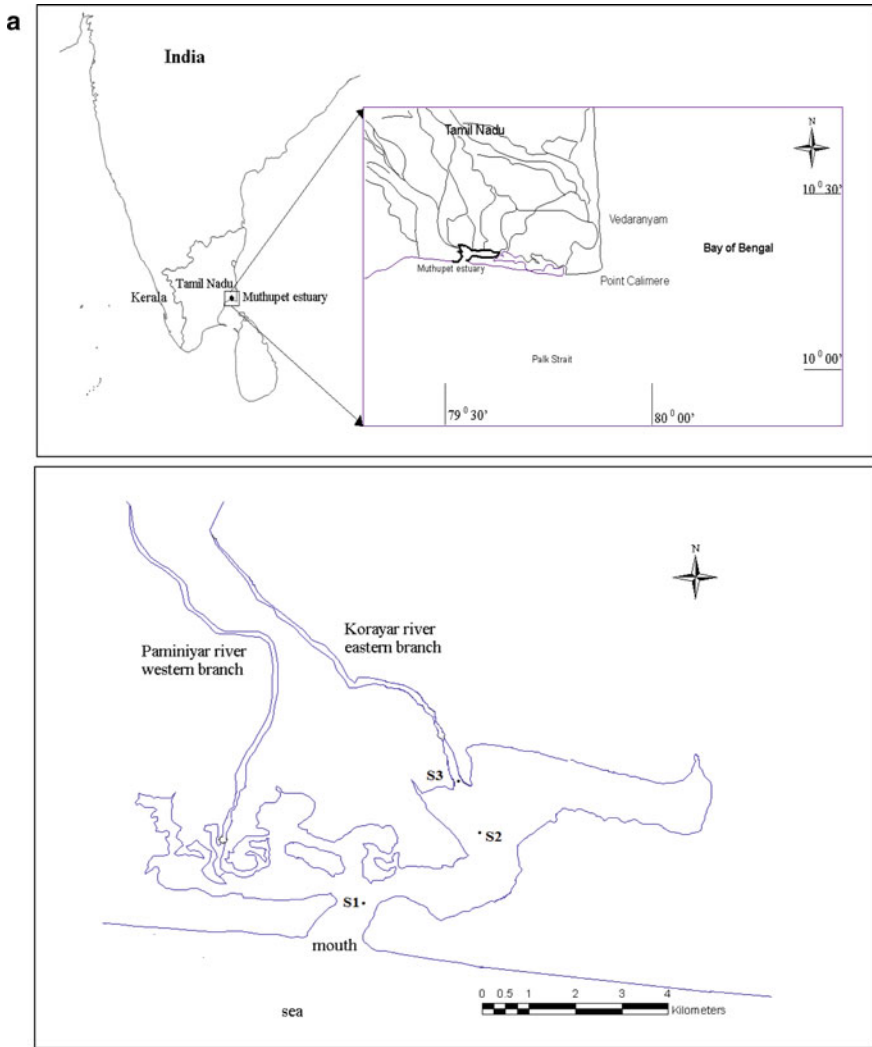 a
India
Tamil Nadu
Kerala
Muthupet estuary
N
Tamil Nadu
10 0 30'
Vedaranyam
Bay of Bengal
Muthupet estuary
Point Calimere
10 0 00'
Palk Strait
79 0 30'
80 0 00'
N
Korayar river
eastern branch
Paminiyar river
western branch
S3
S2
S1
mouth
sea
0 0.5 1 2 3 4
Kilometers